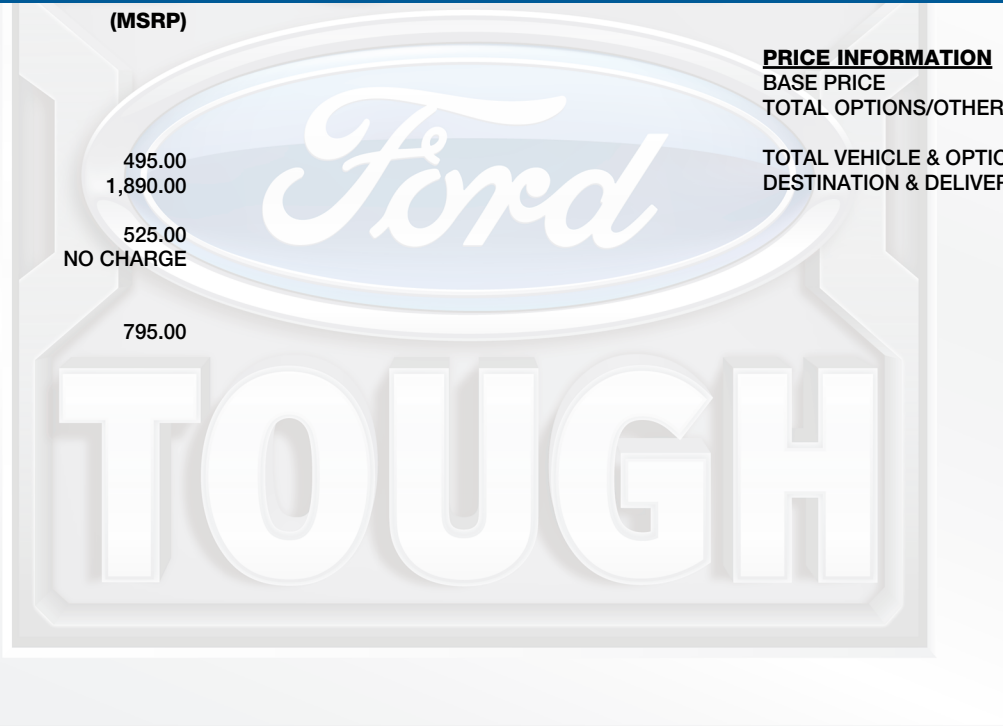 (MSRP)
495.00
1,890.00
525.00
NO CHARGE
795.00
PRICE INFORMATION
BASE PRICE
TOTAL OPTIONS/OTHER
TOTAL VEHICLE & OPTIO
DESTINATION & DELIVER
Ford
TOUGH